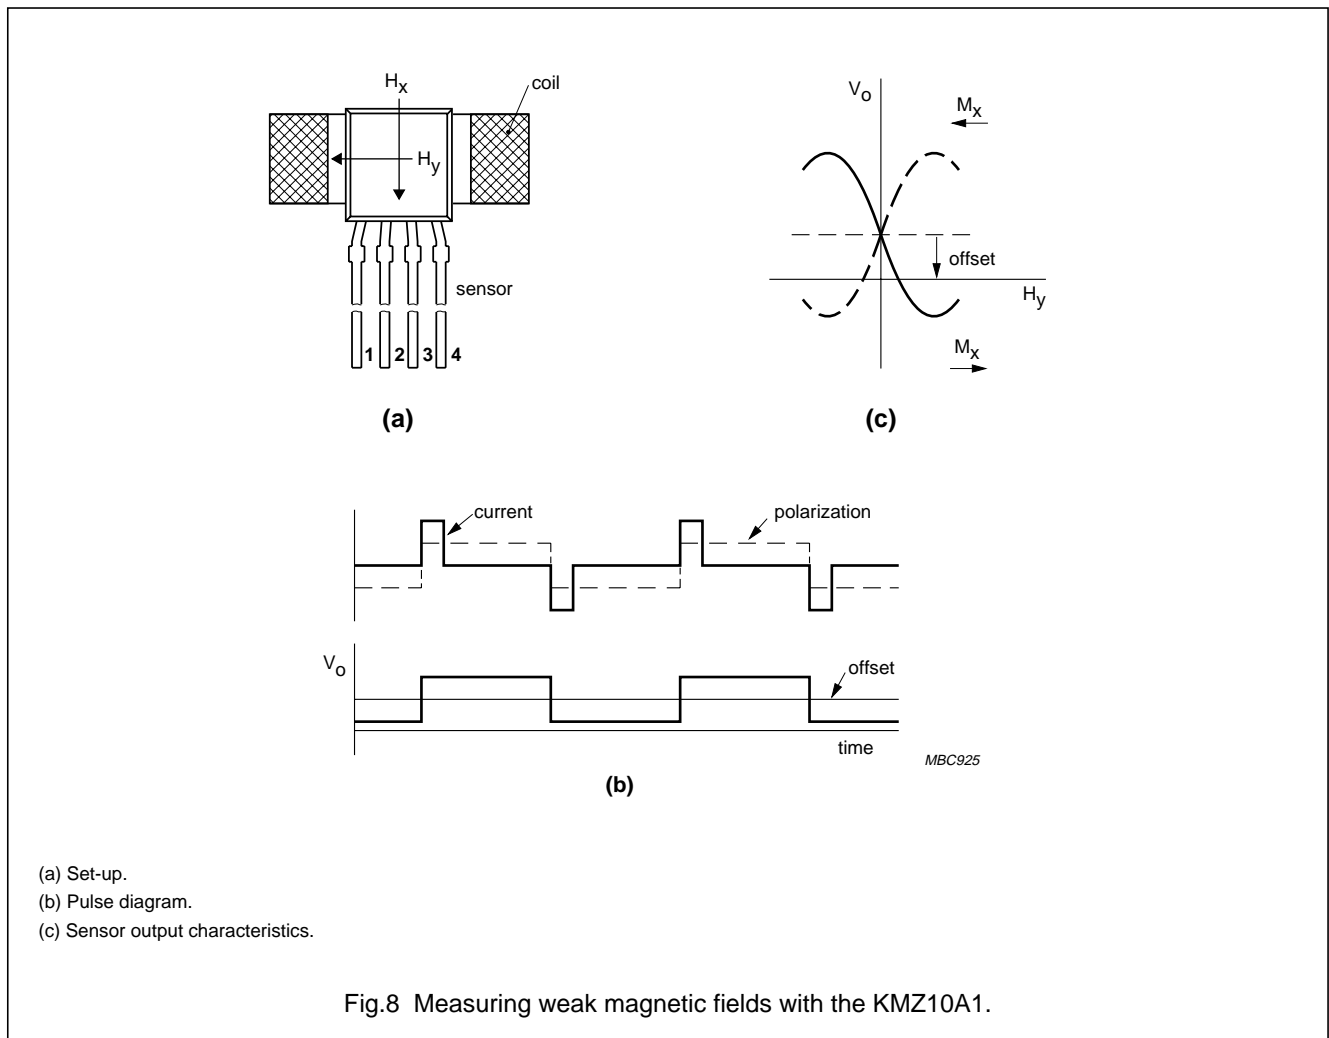 Hx
coil
Hy
sensor
1 2 3 4
(a)
Vo
Mx
offset
Hy
Mx
(c)
current
polarization
Vo
offset
time
MBC925
(b)
(a) Set-up.
(b) Pulse diagram.
(c) Sensor output characteristics.
Fig.8 Measuring weak magnetic fields with the KMZ10A1.